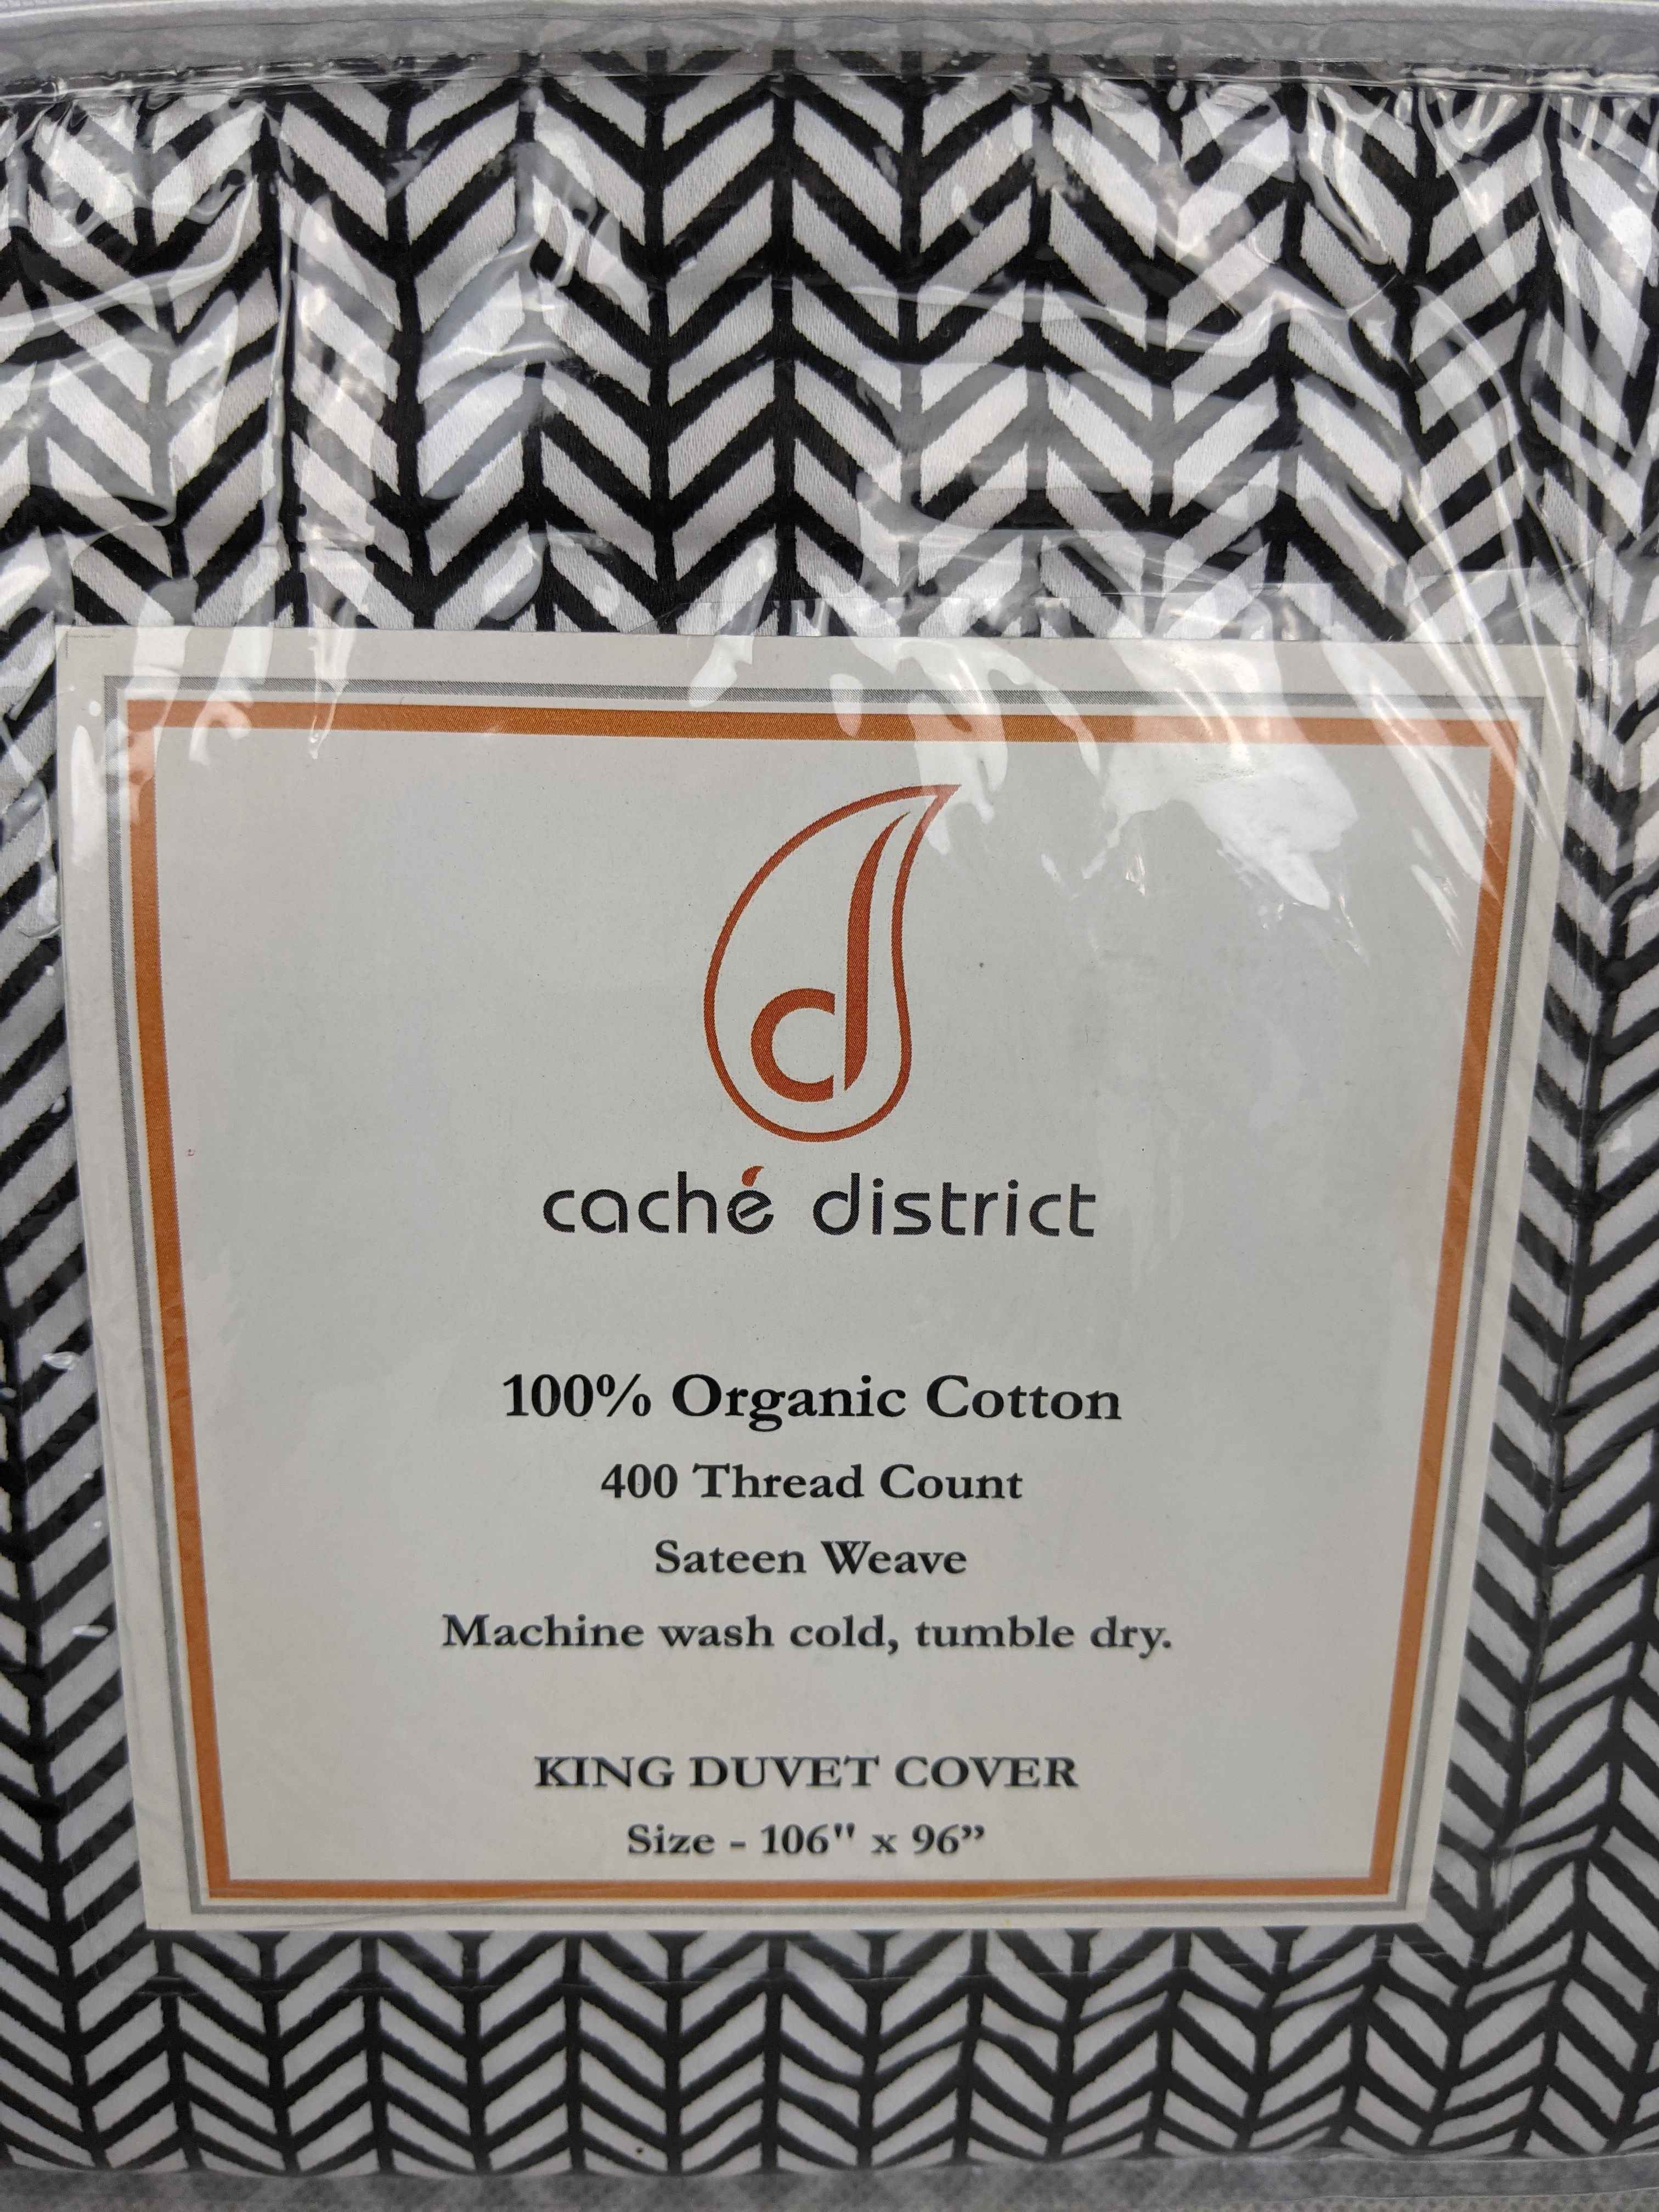 cd
caché district
100% Organic Cotton
400 Thread Count
Sateen Weave
Machine wash cold, tumble dry.
KING DUVET COVER
Size - 106" x 96”